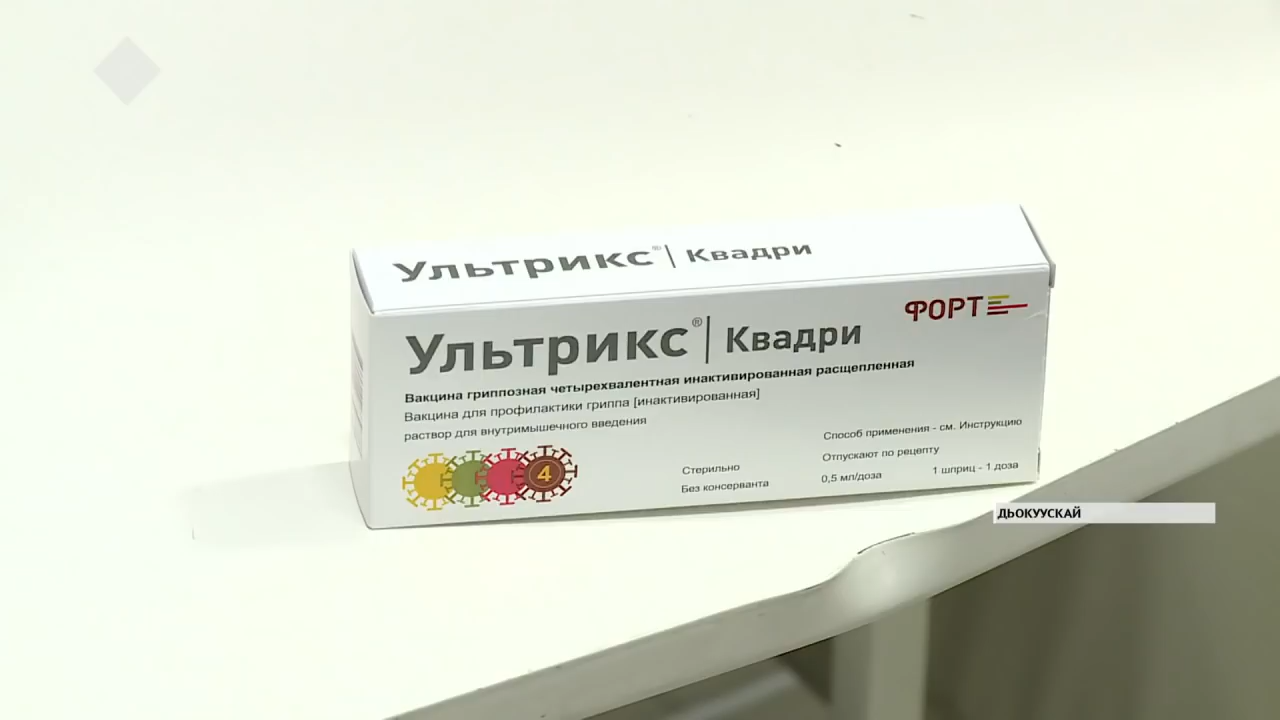 Ультрикс® | Квадри
ФОРТ
Ультрикс® | Квадри
Вакцина гриппозная четырехвалентная инактивированная расщепленная
Вакцина для профилактики гриппа [инактивированная]
раствор для внутримышечного введения
Способ применения - см. Инструкцию
Отпускают по рецепту
Стерильно
0,5 мл/доза
1 шприц - 1 доза
Без консерванта
4
ДЬОКУУСКАЙ